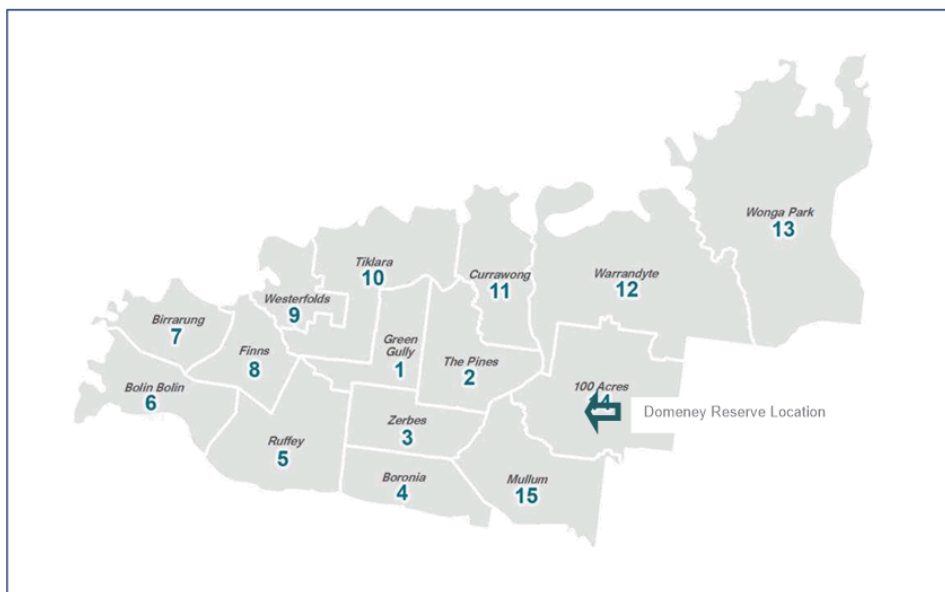 Wonga Park
13
Tiklara
10
Currawong
11
Warrandyte
12
Westerfolds
9
Birrarung
7
Finns
8
Green
Gully
1
The Pines
2
Bolin Bolin
6
100 Acres
14
Domeney Reserve Location
Zerbes
3
Ruffey
5
Boronia
4
Mullum
15